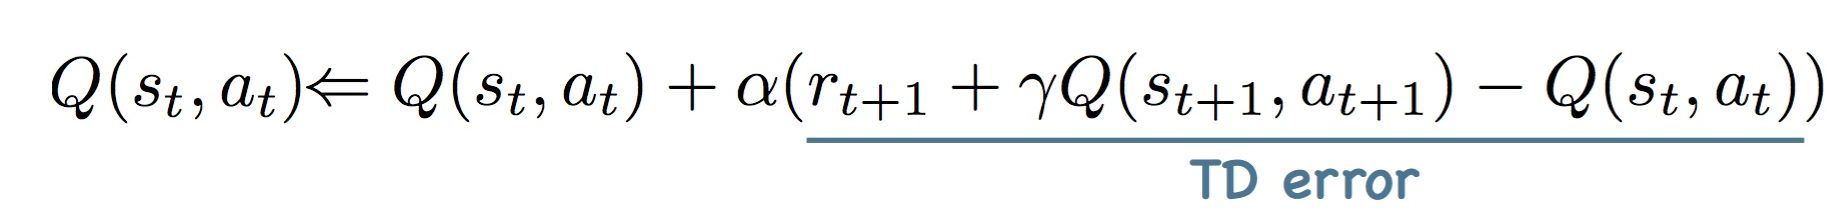 Q(s_t, a_t) ⇐ Q(s_t, a_t) + α(r_{t+1} + γQ(s_{t+1}, a_{t+1}) − Q(s_t, a_t))
TD error